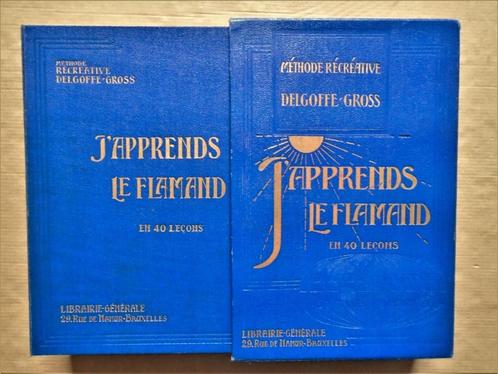 MÉTHODE
RÉCRÉATIVE
DELGOFFE-GROSS
J'APPRENDS
LE FLAMAND
EN 40 LEÇONS
LIBRAIRIE-GÉNÉRALE
29, RUE DE NAMUR-BRUXELLES
MÉTHODE RÉCRÉATIVE
DELGOFFE-GROSS
J'APPRENDS
LE FLAMAND
EN 40 LEÇONS
LIBRAIRIE-GÉNÉRALE
29, RUE DE NAMUR-BRUXELLES